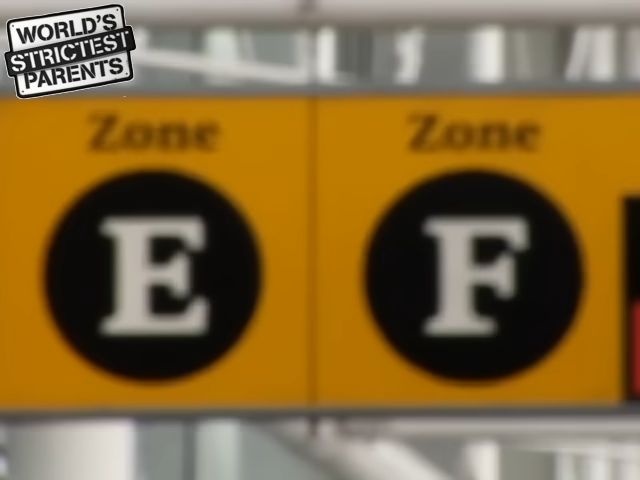 WORLD'S
STRICTEST
PARENTS
Zone
Zone
E
F